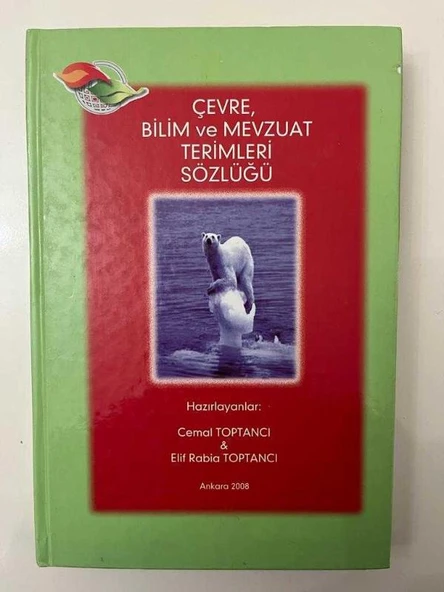 ÇEVRE,
BİLİM ve MEVZUAT
TERİMLERİ
SÖZLÜĞÜ
Hazırlayanlar:
Cemal TOPTANCI
&
Elif Rabia TOPTANCI
Ankara 2008